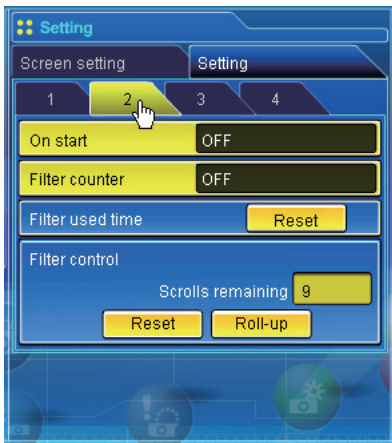 Setting
Screen setting Setting
1 2 3 4
On start OFF
Filter counter OFF
Filter used time Reset
Filter control
Scrolls remaining 9
Reset Roll-up